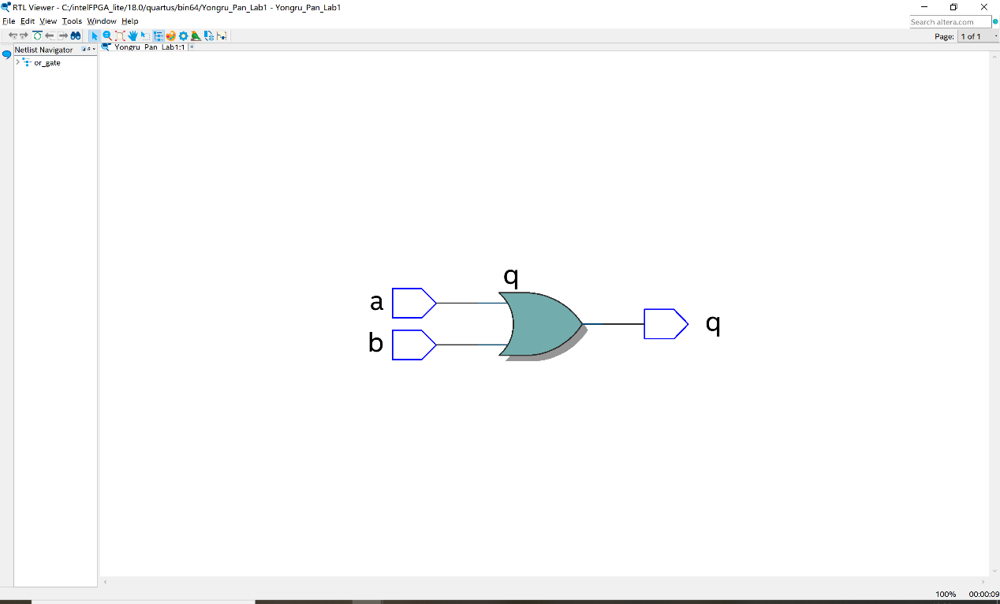 RTL Viewer - C:/intelFPGA_lite/18.0/quartus/bin64/Yongru_Pan_Lab1 - Yongru_Pan_Lab1
File Edit View Tools Window Help
Search altera.com
Page: 1 of 1
Netlist Navigator
Yongru_Pan_Lab1:1
or_gate
q
a
q
b
100% 00:00:09